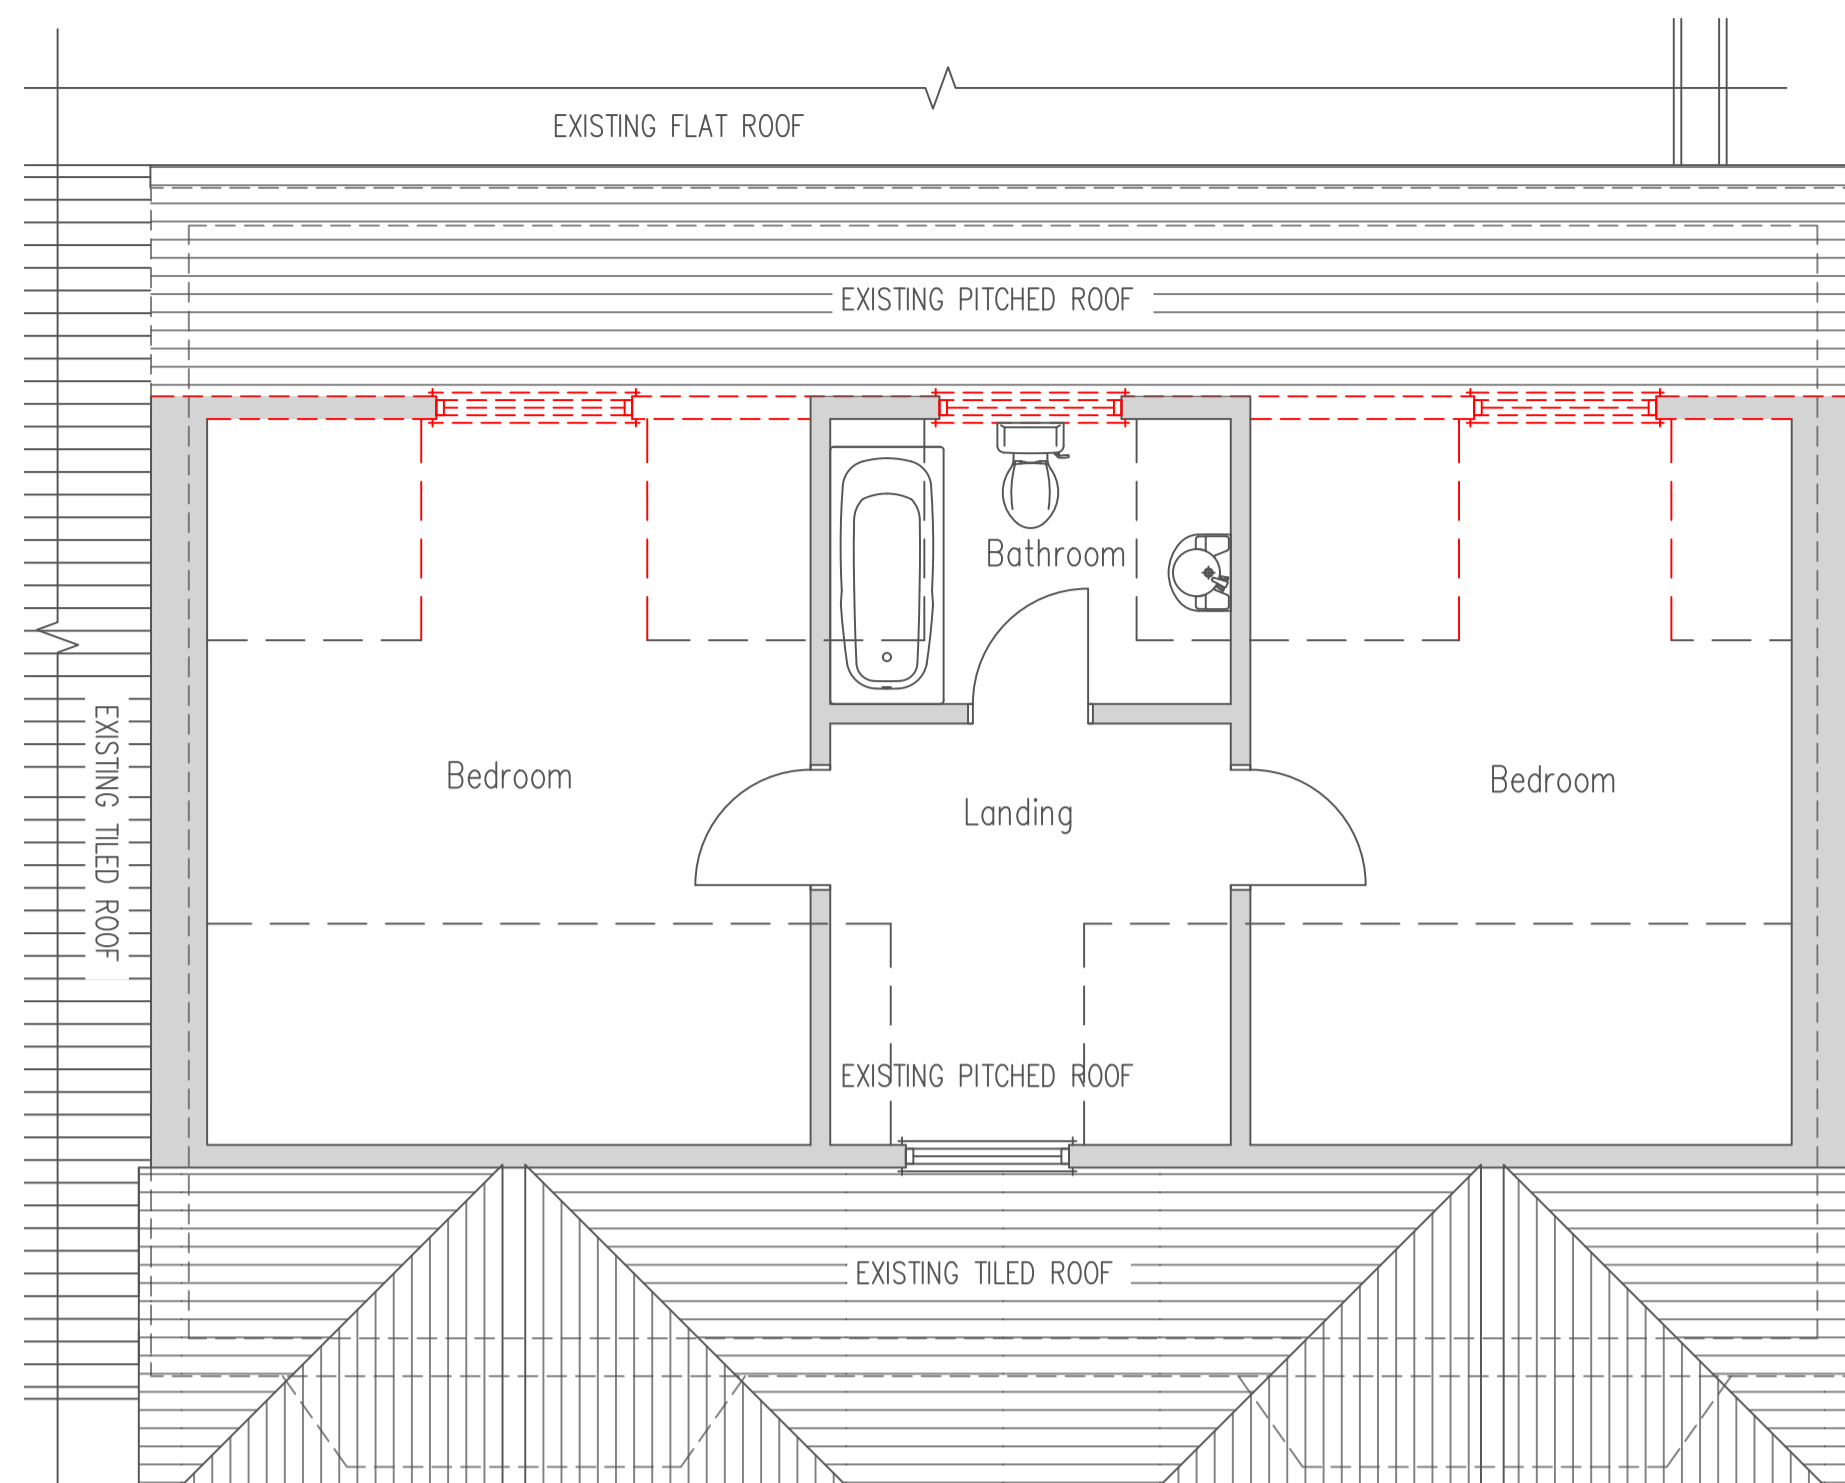 EXISTING FLAT ROOF
EXISTING PITCHED ROOF
Bathroom
EXISTING TILED ROOF
Bedroom
Landing
Bedroom
EXISTING PITCHED ROOF
EXISTING TILED ROOF